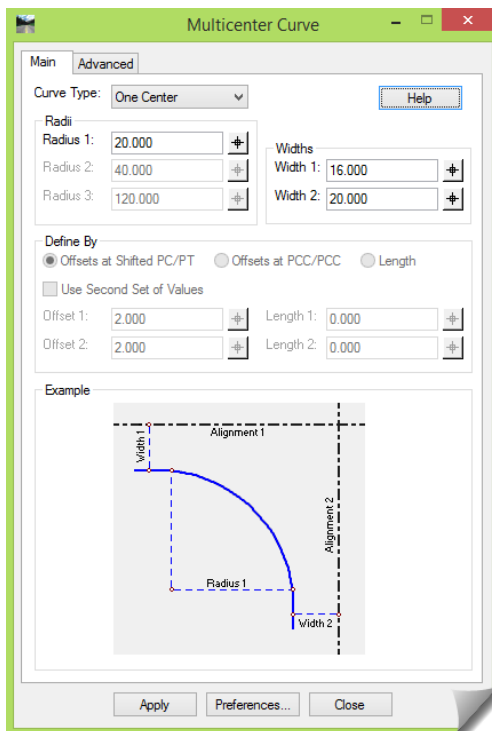 Multicenter Curve
Main Advanced
Curve Type: One Center Help
Radii
Radius 1: 20.000
Radius 2: 40.000
Radius 3: 120.000
Widths
Width 1: 16.000
Width 2: 20.000
Define By
Offsets at Shifted PC/PT Offsets at PCC/PCC Length
Use Second Set of Values
Offset 1: 2.000 Length 1: 0.000
Offset 2: 2.000 Length 2: 0.000
Example
Alignment 1
Width 1
Alignment 2
Radius 1
Width 2
Apply Preferences... Close